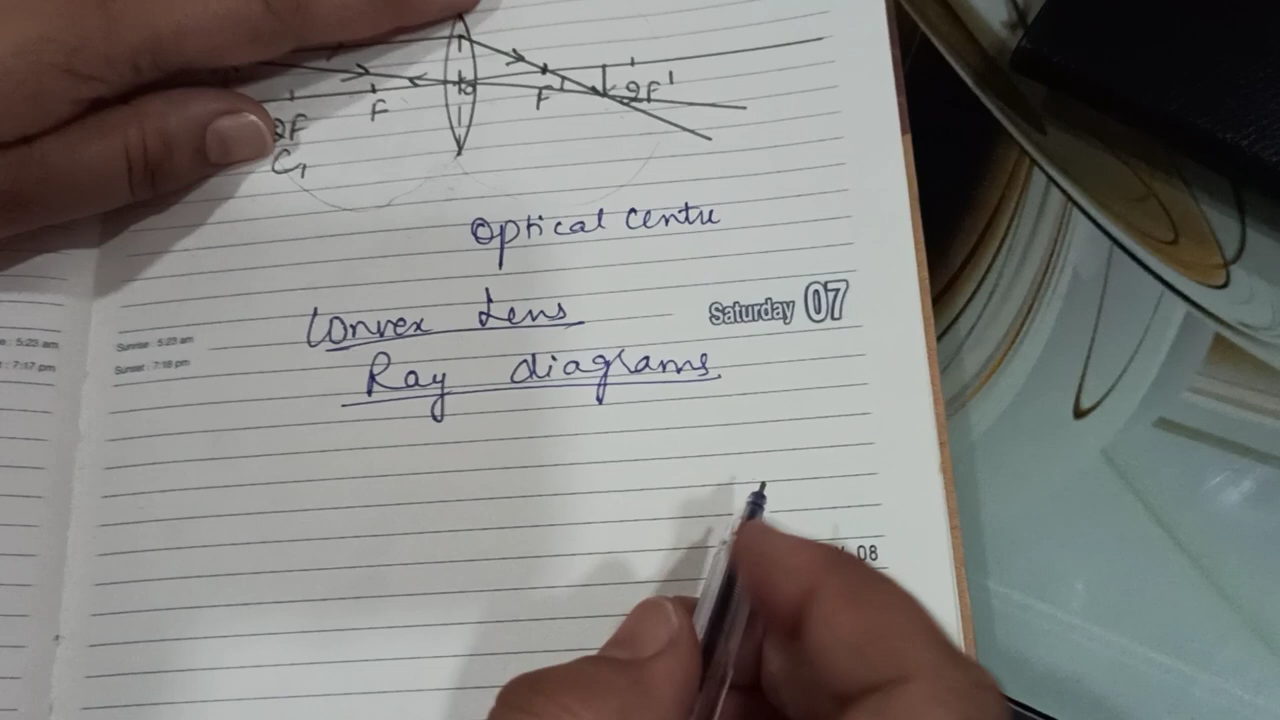 F
F
2F'
2F
C1
Optical centre
Convex Lens
Saturday 07
Ray diagrams
: 5:23 am
Sunrise : 5:23 am
: 7:17 pm
Sunset : 7:18 pm
08